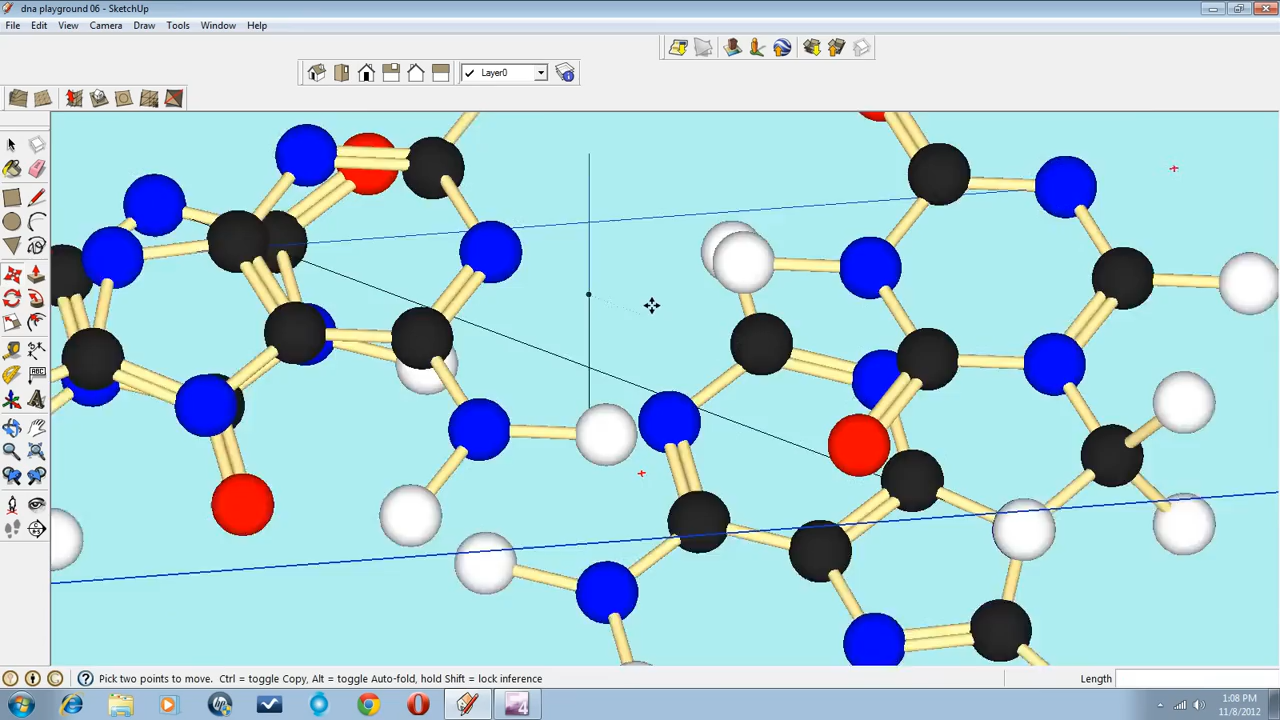 dna playground 06 - SketchUp
File Edit View Camera Draw Tools Window Help
Layer0
Pick two points to move. Ctrl = toggle Copy, Alt = toggle Auto-fold, hold Shift = lock inference
Length
1:08 PM
11/8/2012